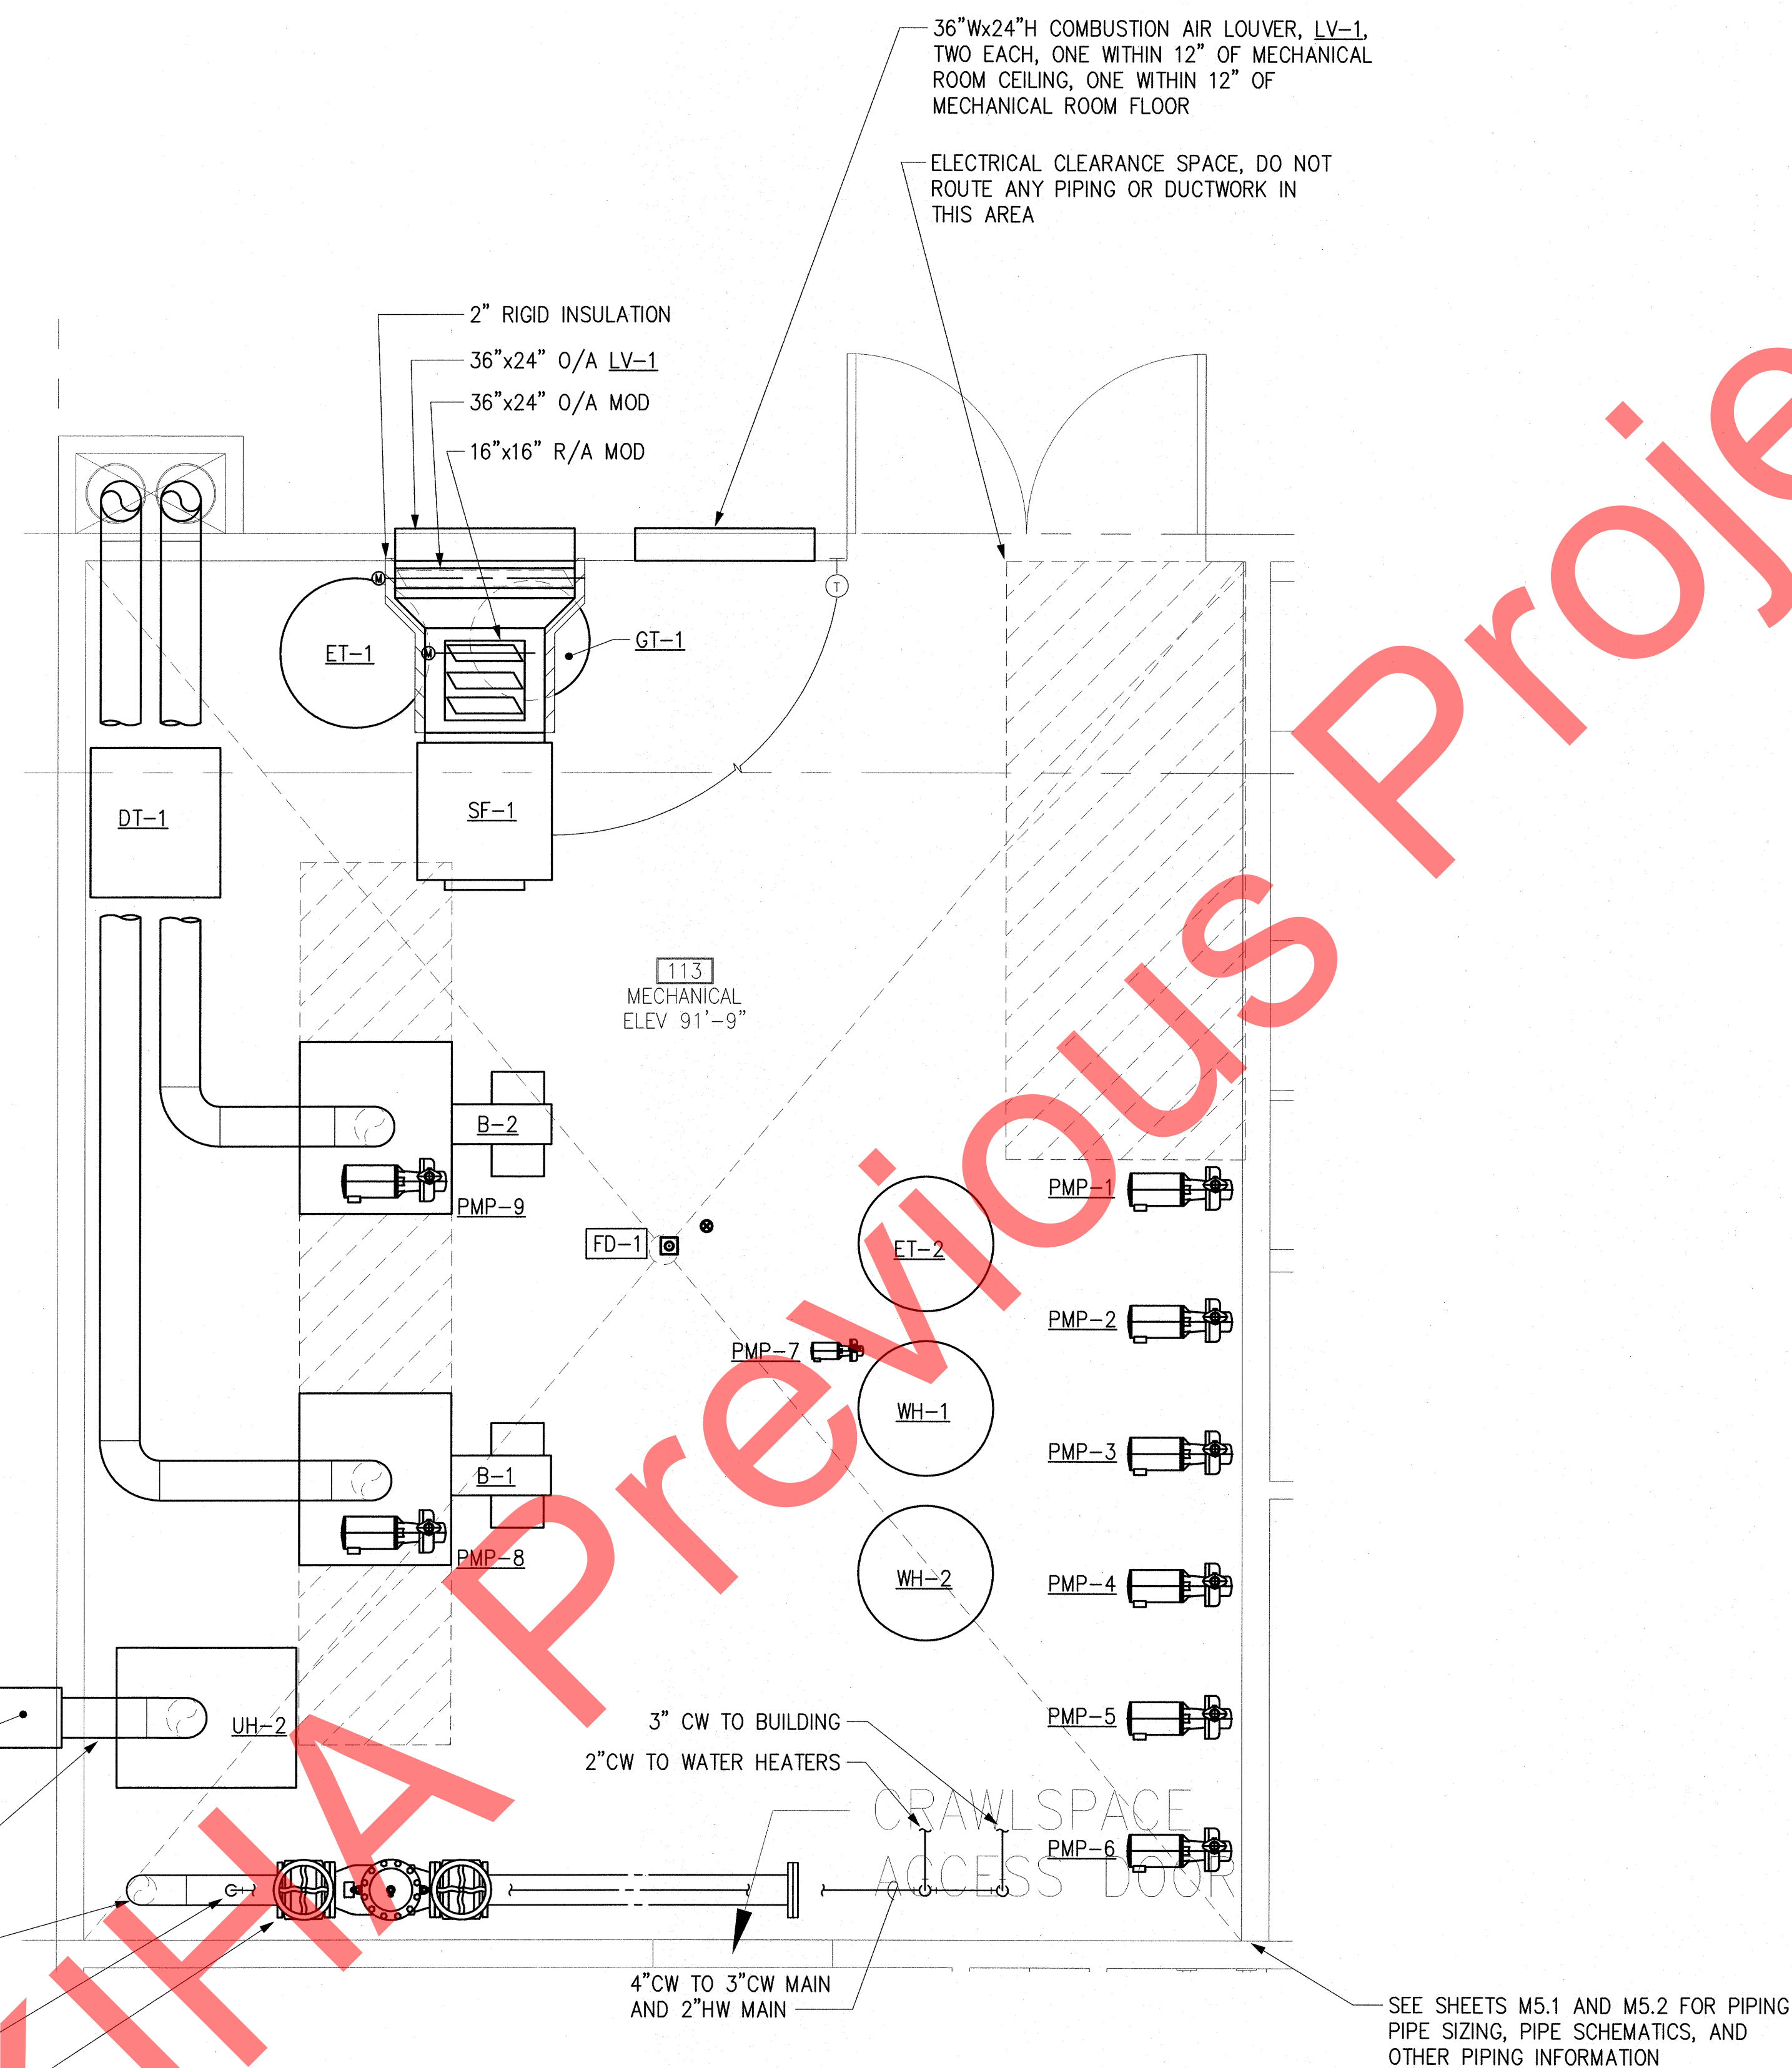 36"Wx24"H COMBUSTION AIR LOUVER, LV-1,
TWO EACH, ONE WITHIN 12" OF MECHANICAL
ROOM CEILING, ONE WITHIN 12" OF
MECHANICAL ROOM FLOOR
ELECTRICAL CLEARANCE SPACE, DO NOT
ROUTE ANY PIPING OR DUCTWORK IN
THIS AREA
2" RIGID INSULATION
36"x24" O/A LV-1
36"x24" O/A MOD
16"x16" R/A MOD
M
T
ET-1
M
GT-1
DT-1
SF-1
113
MECHANICAL
ELEV 91'-9"
B-2
PMP-9
PMP-1
FD-1
ET-2
PMP-2
PMP-7
WH-1
PMP-3
B-1
PMP-8
WH-2
PMP-4
UH-2
3" CW TO BUILDING
PMP-5
2"CW TO WATER HEATERS
CRAWLSPACE
ACCESS DOOR
PMP-6
4"CW TO 3"CW MAIN
AND 2"HW MAIN
SEE SHEETS M5.1 AND M5.2 FOR PIPING
PIPE SIZING, PIPE SCHEMATICS, AND
OTHER PIPING INFORMATION
Previous